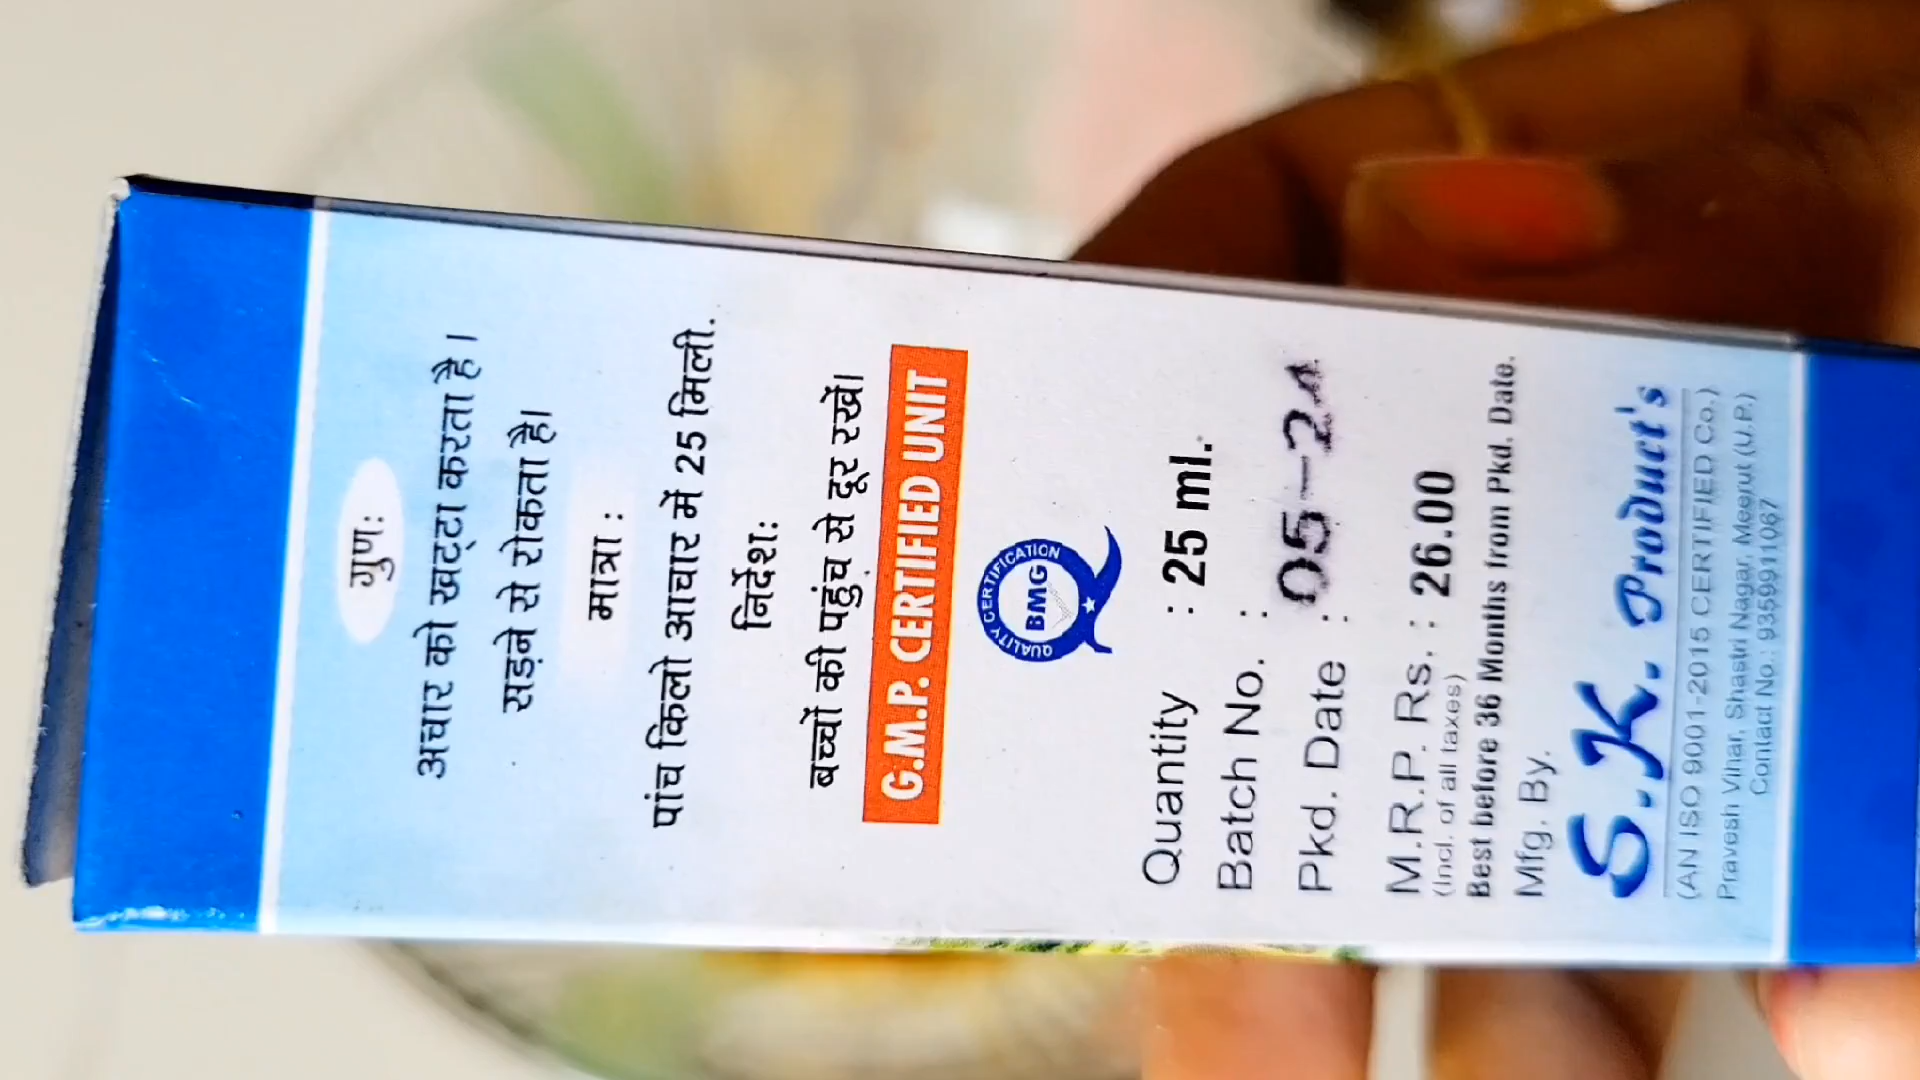 गुण:
अचार को खट्टा करता है।
सड़ने से रोकता है।
मात्रा :
पांच किलो आचार में 25 मिली.
निर्देश:
बच्चों की पहुंच से दूर रखें।
G.M.P. CERTIFIED UNIT
QUALITY CERTIFICATION
BMG
Quantity : 25 ml.
Batch No. :
Pkd. Date : 05-24
M.R.P. Rs. : 26.00
(Incl. of all taxes)
Best before 36 Months from Pkd. Date.
Mfg. By.
S.K. Product's
(AN ISO 9001-2015 CERTIFIED Co.)
Pravesh Vihar, Shastri Nagar, Meerut (U.P.)
Contact No.: 9359911067